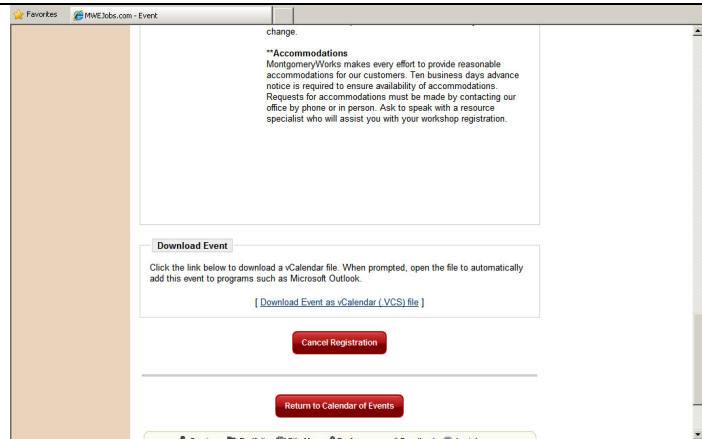 Favorites MWEJobs.com - Event
change.
**Accommodations
MontgomeryWorks makes every effort to provide reasonable
accommodations for our customers. Ten business days advance
notice is required to ensure availability of accommodations.
Requests for accommodations must be made by contacting our
office by phone or in person. Ask to speak with a resource
specialist who will assist you with your workshop registration.
Download Event
Click the link below to download a vCalendar file. When prompted, open the file to automatically
add this event to programs such as Microsoft Outlook.
[ Download Event as vCalendar (.VCS) file ]
Cancel Registration
Return to Calendar of Events